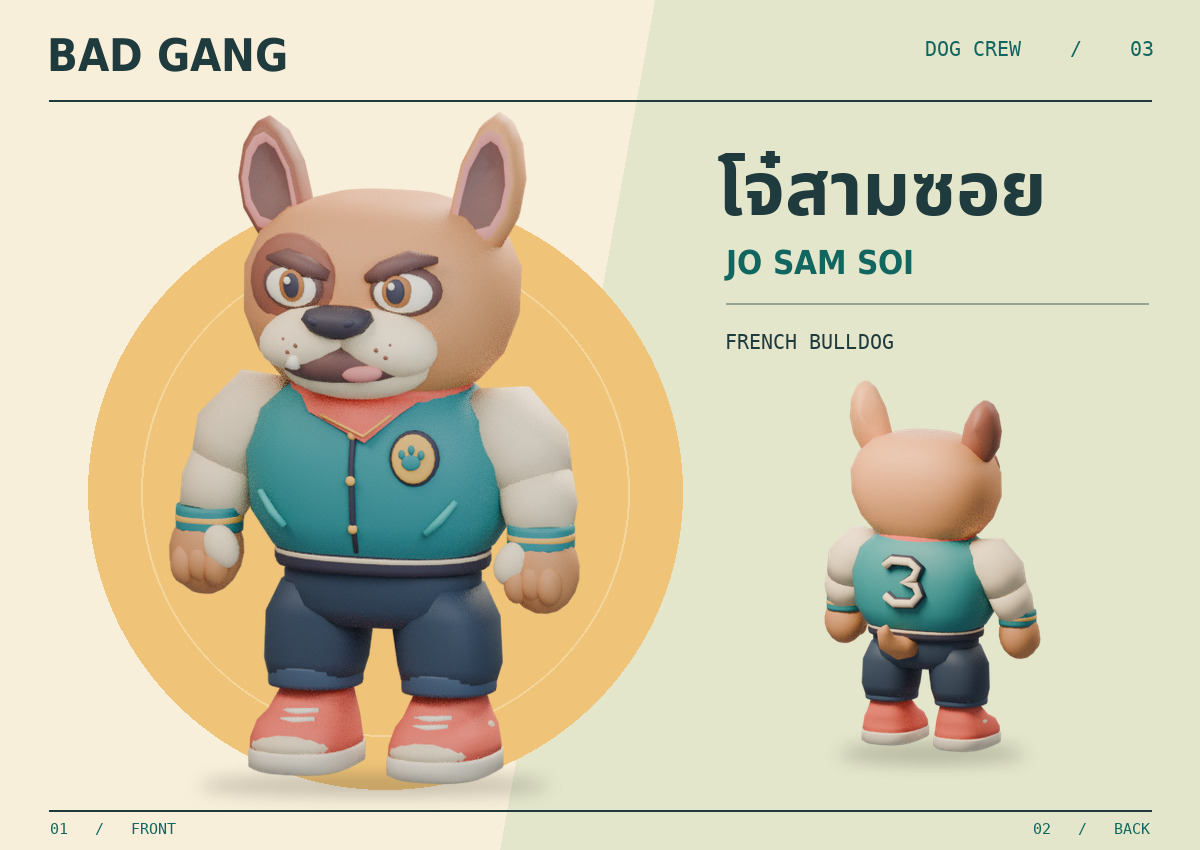 BAD GANG
DOG CREW / 03
โจ๋สามซอย
JO SAM SOI
FRENCH BULLDOG
3
01 / FRONT
02 / BACK